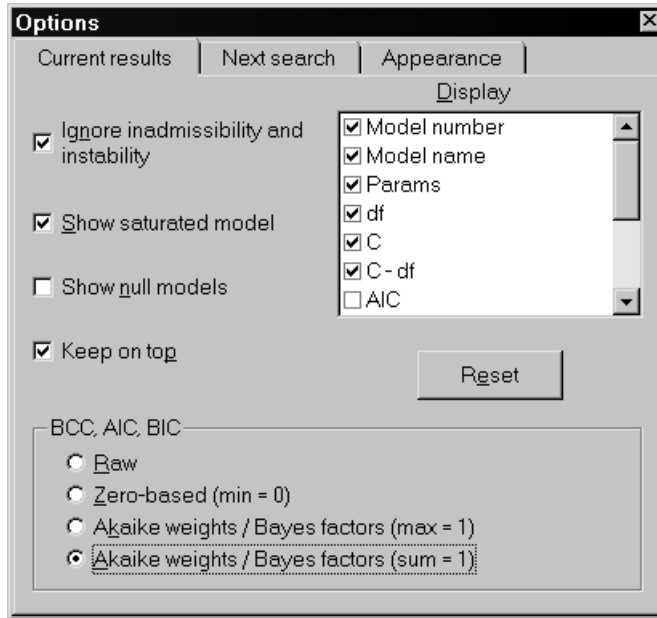 Options
Current results
Next search
Appearance
Display
Ignore inadmissibility and
instability
Show saturated model
Show null models
Keep on top
Model number
Model name
Params
df
C
C - df
AIC
Reset
BCC, AIC, BIC
Raw
Zero-based (min = 0)
Akaike weights / Bayes factors (max = 1)
Akaike weights / Bayes factors (sum = 1)